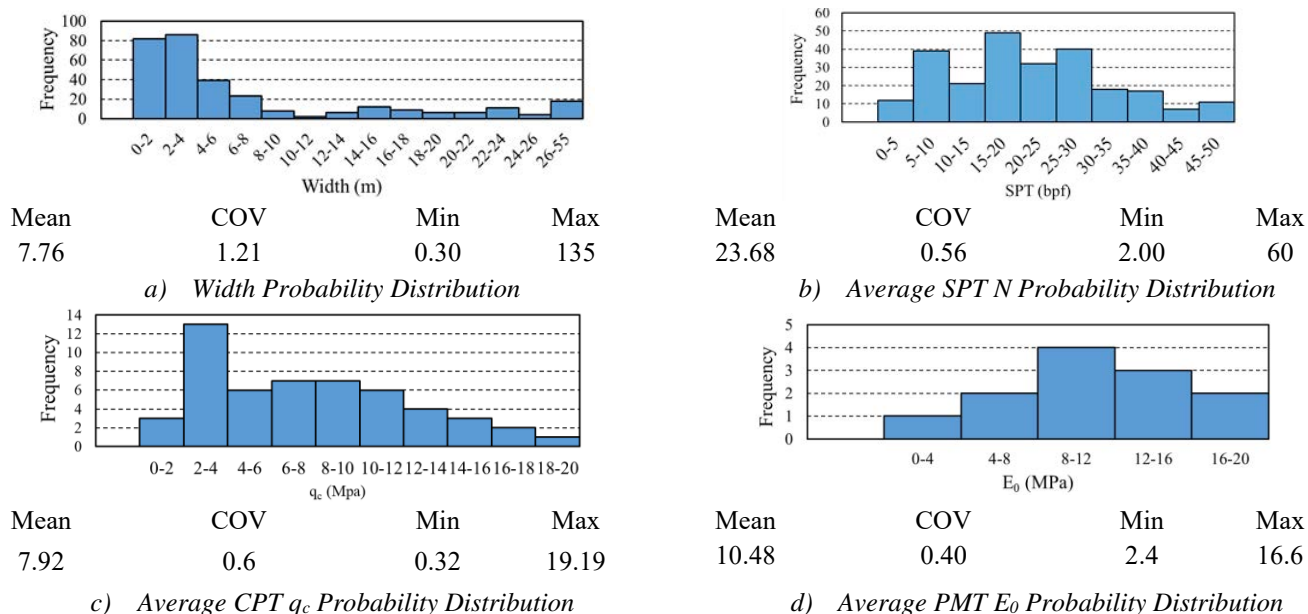 100
80
60
40
20
0
Frequency
0-2 2-4 4-6 6-8 8-10 10-12 12-14 14-16 16-18 18-20 20-22 22-24 24-26 26-55
Width (m)
Mean COV Min Max
7.76 1.21 0.30 135
a) Width Probability Distribution
60
50
40
30
20
10
0
Frequency
0-5 5-10 10-15 15-20 20-25 25-30 30-35 35-40 40-45 45-50
SPT (bpf)
Mean COV Min Max
23.68 0.56 2.00 60
b) Average SPT N Probability Distribution
14
12
10
8
6
4
2
0
Frequency
0-2 2-4 4-6 6-8 8-10 10-12 12-14 14-16 16-18 18-20
qc (Mpa)
Mean COV Min Max
7.92 0.6 0.32 19.19
c) Average CPT qc Probability Distribution
5
4
3
2
1
0
Frequency
0-4 4-8 8-12 12-16 16-20
E0 (MPa)
Mean COV Min Max
10.48 0.40 2.4 16.6
d) Average PMT E0 Probability Distribution